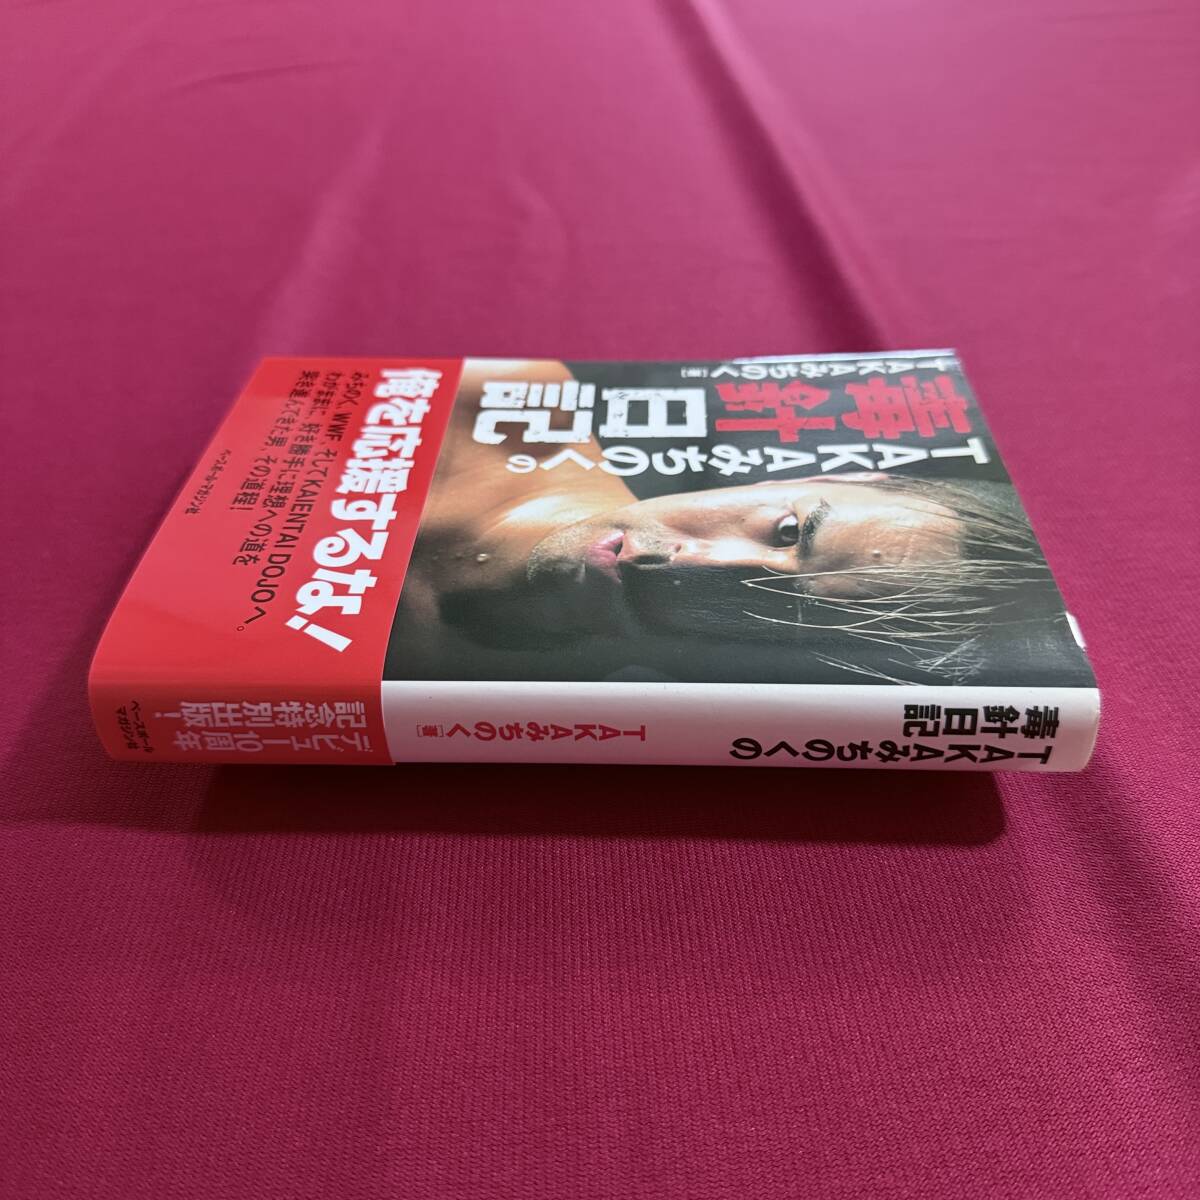 TAKAみちのく[著]
毒針
日記
TAKAみちのくの
俺を応援するな!
みちのく、WWF、そしてKAIENTAI DOJOへ。
わがままに、好き勝手に理想への道を
突き進んできた男、その道程!
ベースボール・マガジン社
TAKAみちのくの
毒針日記
TAKAみちのく[著]
デビュー10周年
記念特別出版!
ベースボール
マガジン社